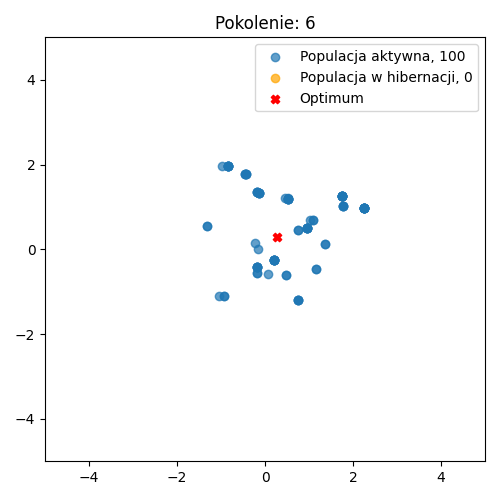 Pokolenie: 6
Populacja aktywna, 100
Populacja w hibernacji, 0
Optimum
4
2
0
−2
−4
−4 −2 0 2 4